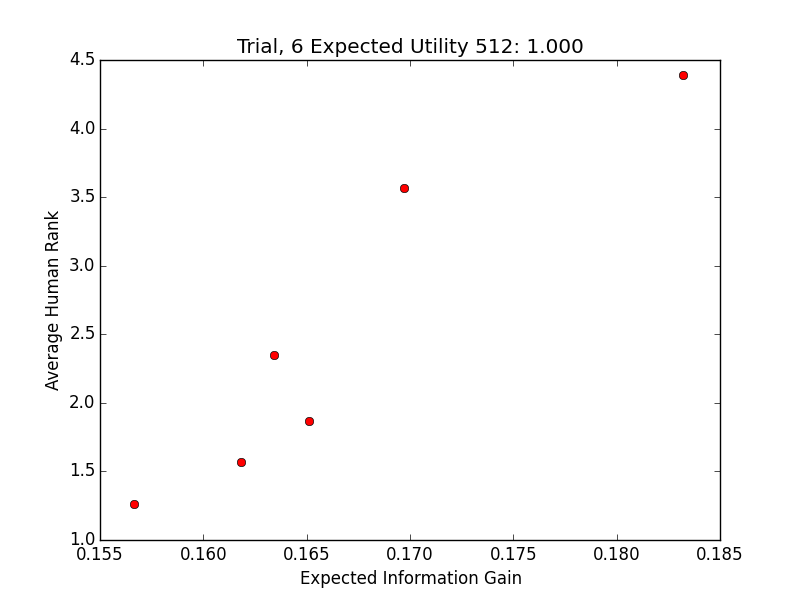 Trial, 6 Expected Utility 512: 1.000
4.5
4.0
3.5
3.0
2.5
2.0
1.5
1.0
Average Human Rank
0.155 0.160 0.165 0.170 0.175 0.180 0.185
Expected Information Gain